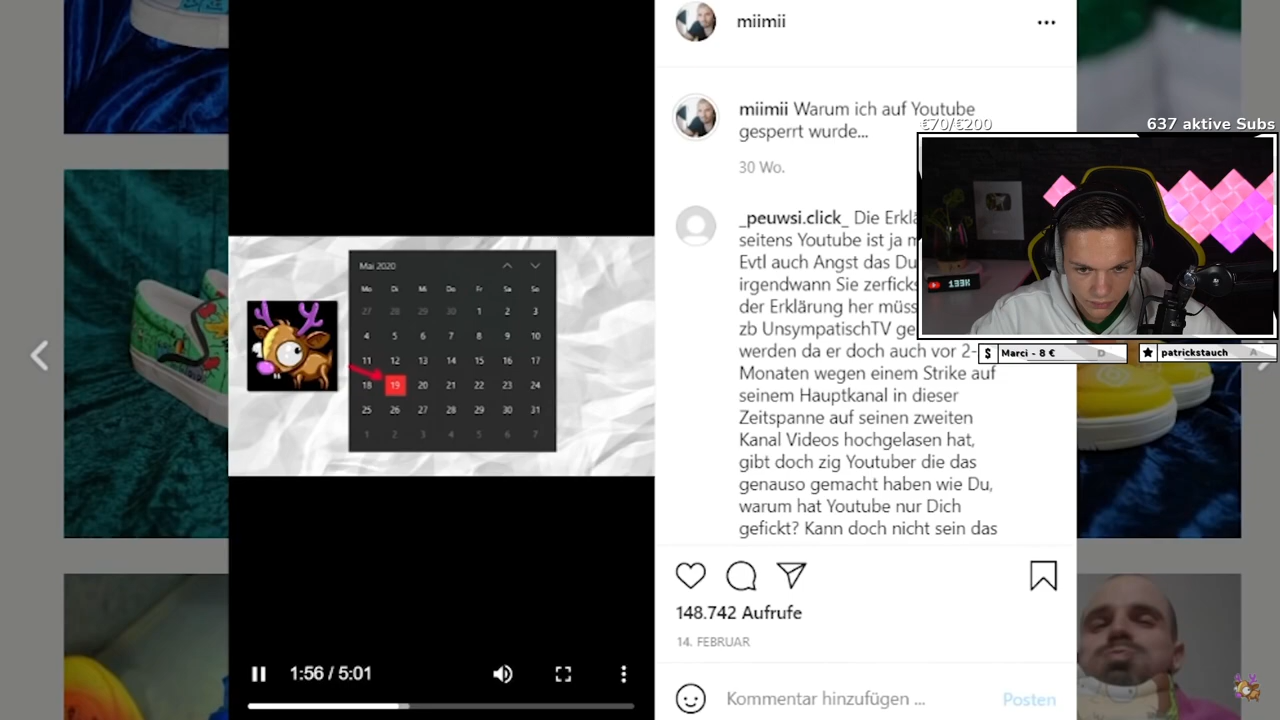 miimii
miimii Warum ich auf Youtube
gesperrt wurde...
30 Wo.
_peuwsi.click_ Die Erklä
seitens Youtube ist ja m
Evtl auch Angst das Du
irgendwann Sie zerficks
der Erklärung her müss
zb UnsympatischTV ge
werden da er doch auch vor 2-
Monaten wegen einem Strike auf
seinem Hauptkanal in dieser
Zeitspanne auf seinen zweiten
Kanal Videos hochgelasen hat,
gibt doch zig Youtuber die das
genauso gemacht haben wie Du,
warum hat Youtube nur Dich
gefickt? Kann doch nicht sein das
148.742 Aufrufe
14. FEBRUAR
Kommentar hinzufügen ...
Posten
€70/€200
637 aktive Subs
133K
$ Marci - 8 € D
patrickstauch A
Mai 2020
Mo Di Mi Do Fr Sa So
27 28 29 30 1 2 3
4 5 6 7 8 9 10
11 12 13 14 15 16 17
18 19 20 21 22 23 24
25 26 27 28 29 30 31
1 2 3 4 5 6 7
1:56 / 5:01